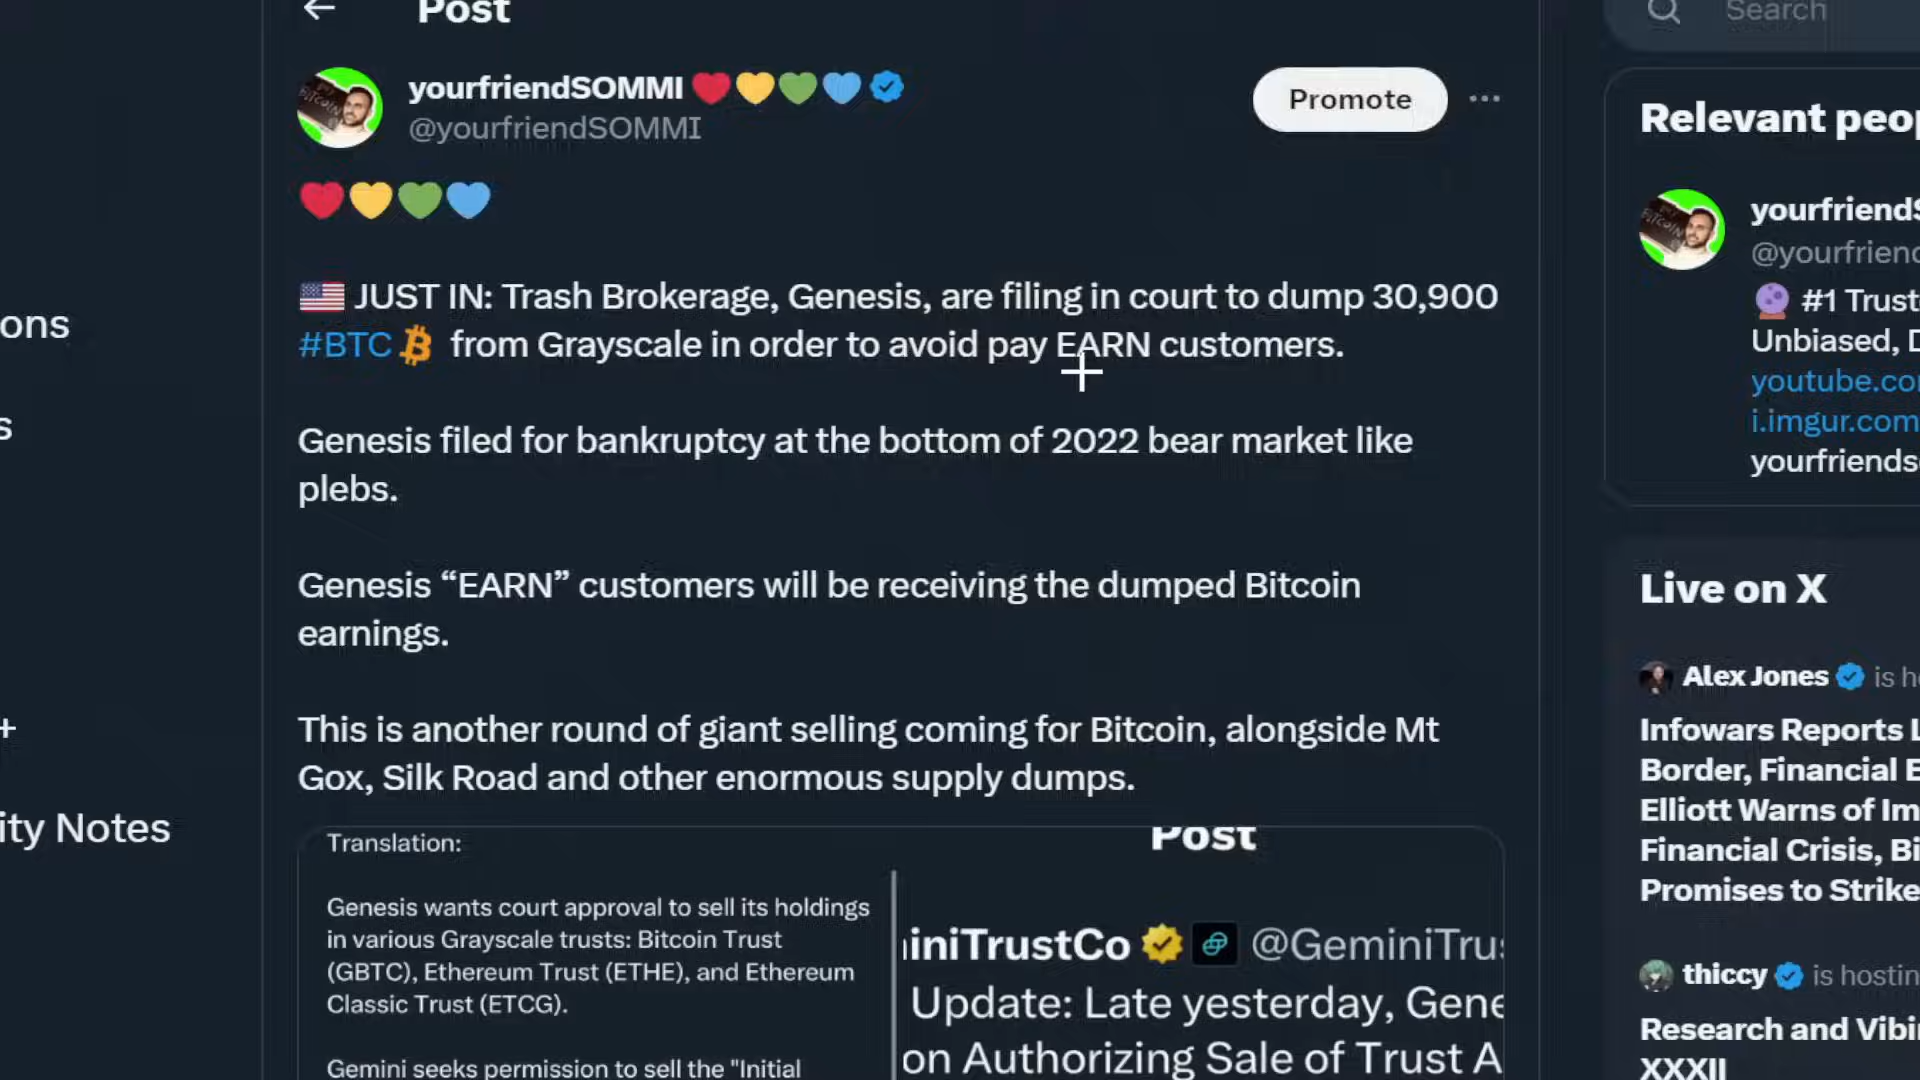 Post
Search
yourfriendSOMMI
@yourfriendSOMMI
Promote
JUST IN: Trash Brokerage, Genesis, are filing in court to dump 30,900
#BTC from Grayscale in order to avoid pay EARN customers.
Genesis filed for bankruptcy at the bottom of 2022 bear market like
plebs.
Genesis “EARN” customers will be receiving the dumped Bitcoin
earnings.
This is another round of giant selling coming for Bitcoin, alongside Mt
Gox, Silk Road and other enormous supply dumps.
Translation:
Genesis wants court approval to sell its holdings
in various Grayscale trusts: Bitcoin Trust
(GBTC), Ethereum Trust (ETHE), and Ethereum
Classic Trust (ETCG).
Gemini seeks permission to sell the "Initial
Post
iniTrustCo @GeminiTrus
Update: Late yesterday, Gene
on Authorizing Sale of Trust A
ons
s
+
ity Notes
Relevant peop
yourfriendS
@yourfriend
#1 Trust
Unbiased, D
youtube.co
i.imgur.com
yourfriends
Live on X
Alex Jones is h
Infowars Reports L
Border, Financial E
Elliott Warns of Im
Financial Crisis, Bi
Promises to Strike
thiccy is hostin
Research and Vibi
XXXII